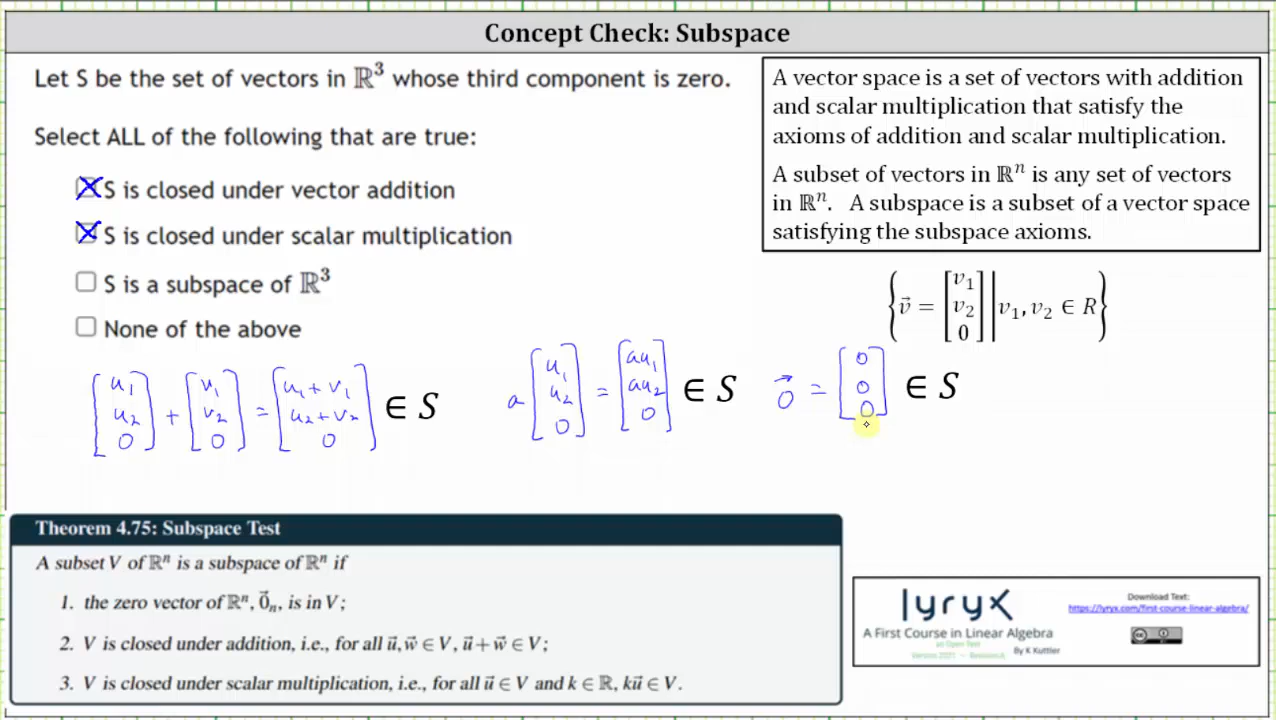 Concept Check: Subspace
Let S be the set of vectors in ℝ³ whose third component is zero.
Select ALL of the following that are true:
S is closed under vector addition
S is closed under scalar multiplication
S is a subspace of ℝ³
None of the above
A vector space is a set of vectors with addition
and scalar multiplication that satisfy the
axioms of addition and scalar multiplication.
A subset of vectors in ℝⁿ is any set of vectors
in ℝⁿ. A subspace is a subset of a vector space
satisfying the subspace axioms.
{v⃗ = [v₁ v₂ 0] | v₁, v₂ ∈ R}
[u₁ u₂ 0] + [v₁ v₂ 0] = [u₁ + v₁ u₂ + v₂ 0] ∈ S
a [u₁ u₂ 0] = [au₁ au₂ 0] ∈ S
0⃗ = [0 0 0] ∈ S
Theorem 4.75: Subspace Test
A subset V of ℝⁿ is a subspace of ℝⁿ if
1. the zero vector of ℝⁿ, 0⃗ₙ, is in V;
2. V is closed under addition, i.e., for all u⃗, w⃗ ∈ V, u⃗ + w⃗ ∈ V;
3. V is closed under scalar multiplication, i.e., for all u⃗ ∈ V and k ∈ ℝ, ku⃗ ∈ V.
lyryx
A First Course in Linear Algebra
an Open Text
By K Kuttler
Download Text:
https://lyryx.com/first-course-linear-algebra/